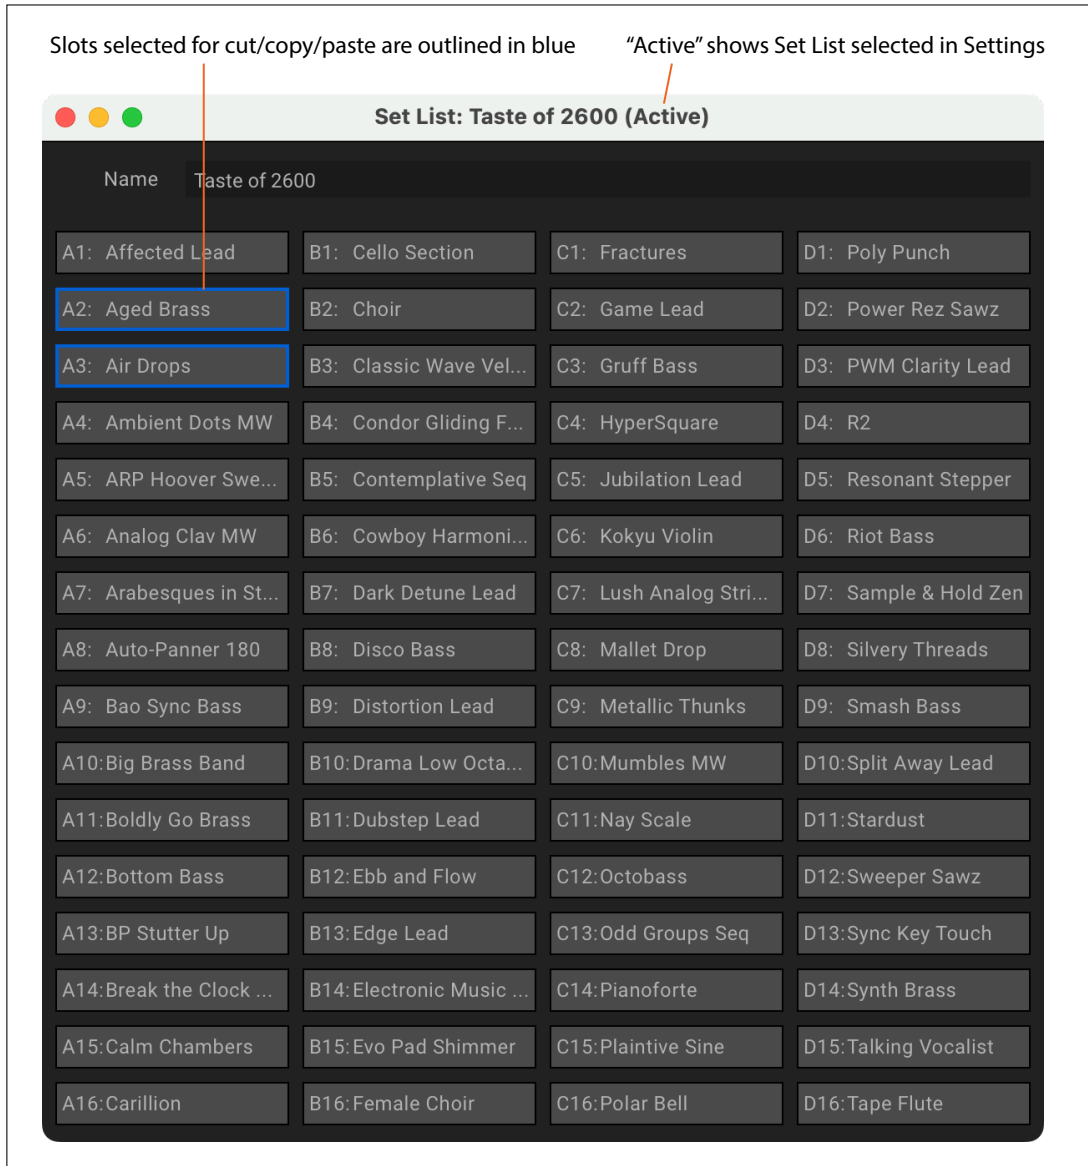 Slots selected for cut/copy/paste are outlined in blue
“Active” shows Set List selected in Settings
Set List: Taste of 2600 (Active)
Name Taste of 2600
A1: Affected Lead B1: Cello Section C1: Fractures D1: Poly Punch
A2: Aged Brass B2: Choir C2: Game Lead D2: Power Rez Sawz
A3: Air Drops B3: Classic Wave Vel... C3: Gruff Bass D3: PWM Clarity Lead
A4: Ambient Dots MW B4: Condor Gliding F... C4: HyperSquare D4: R2
A5: ARP Hoover Swe... B5: Contemplative Seq C5: Jubilation Lead D5: Resonant Stepper
A6: Analog Clav MW B6: Cowboy Harmoni... C6: Kokyu Violin D6: Riot Bass
A7: Arabesques in St... B7: Dark Detune Lead C7: Lush Analog Stri... D7: Sample & Hold Zen
A8: Auto-Panner 180 B8: Disco Bass C8: Mallet Drop D8: Silvery Threads
A9: Bao Sync Bass B9: Distortion Lead C9: Metallic Thunks D9: Smash Bass
A10:Big Brass Band B10:Drama Low Octa... C10:Mumbles MW D10:Split Away Lead
A11:Boldly Go Brass B11:Dubstep Lead C11:Nay Scale D11:Stardust
A12:Bottom Bass B12:Ebb and Flow C12:Octobass D12:Sweeper Sawz
A13:BP Stutter Up B13:Edge Lead C13:Odd Groups Seq D13:Sync Key Touch
A14:Break the Clock ... B14:Electronic Music ... C14:Pianoforte D14:Synth Brass
A15:Calm Chambers B15:Evo Pad Shimmer C15:Plaintive Sine D15:Talking Vocalist
A16:Carillion B16:Female Choir C16:Polar Bell D16:Tape Flute